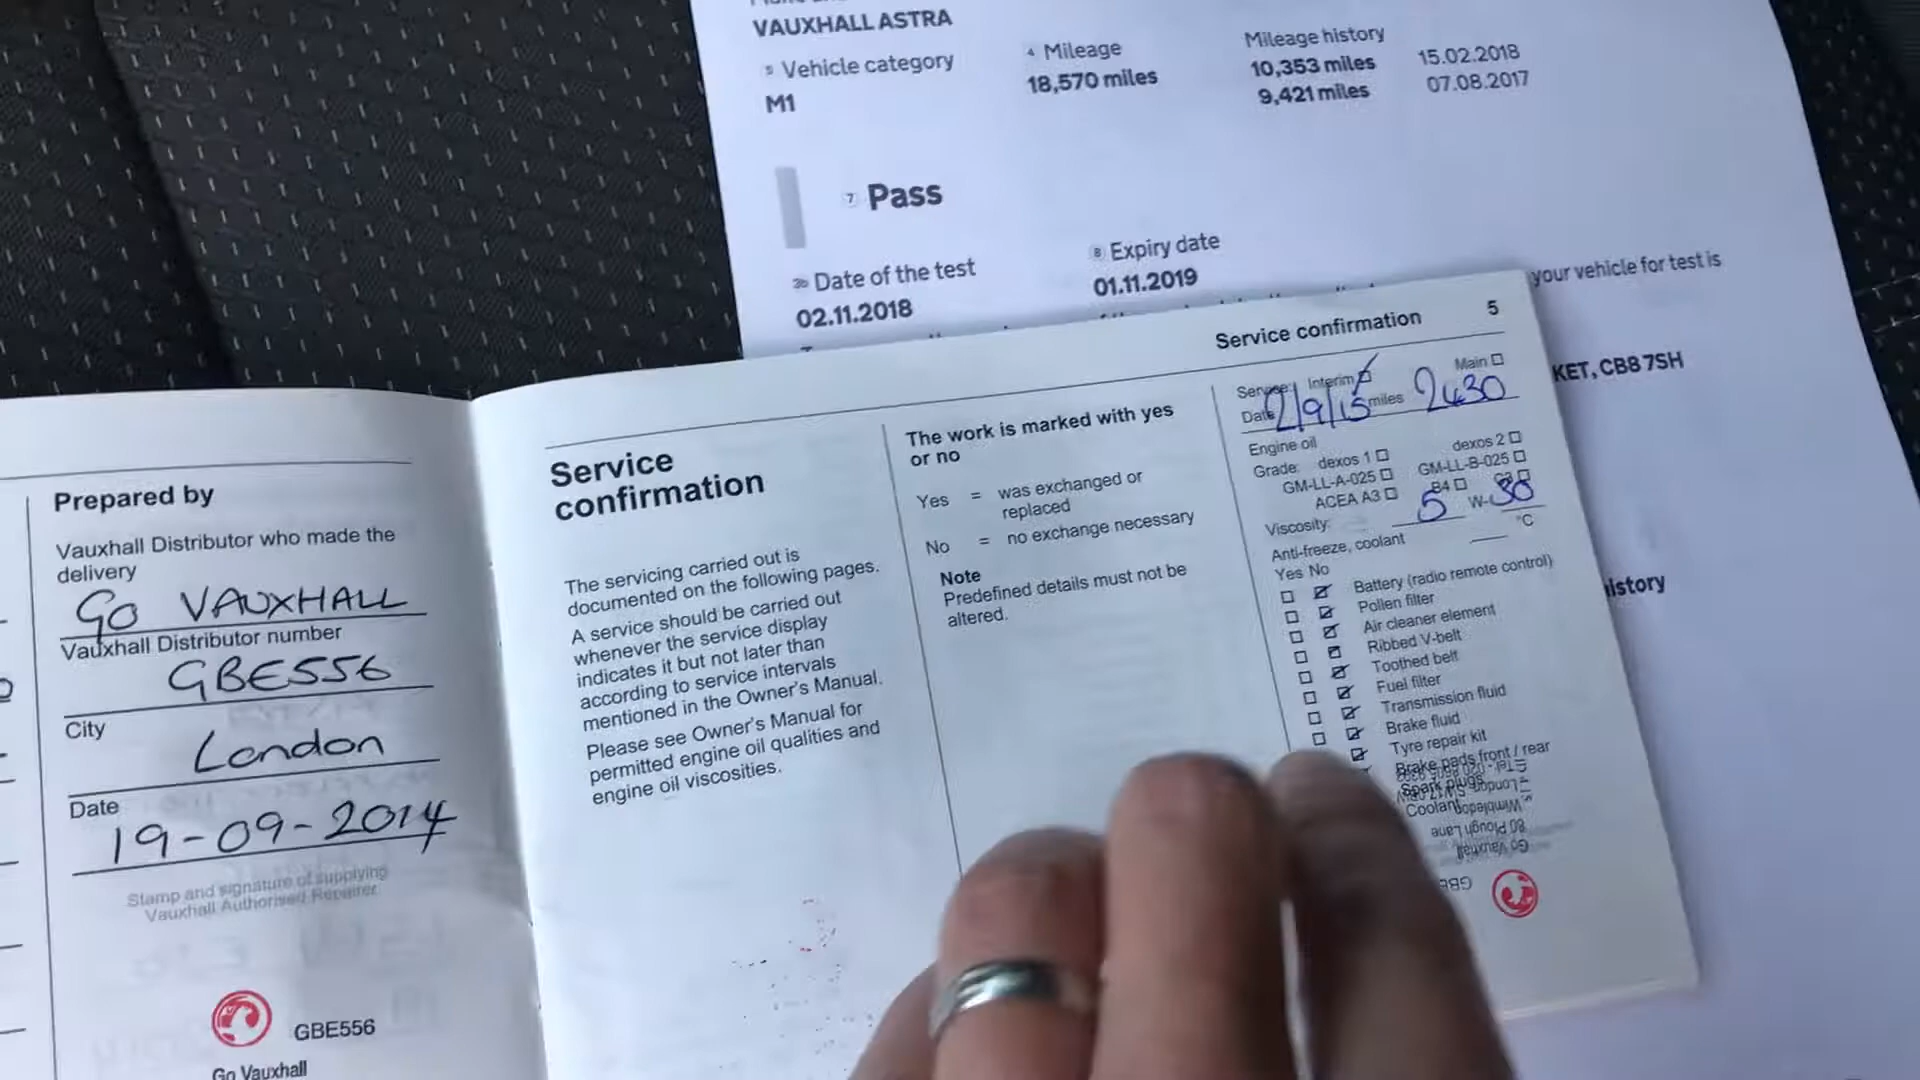 VAUXHALL ASTRA
Vehicle category
M1
4 Mileage
18,570 miles
Mileage history
10,353 miles 15.02.2018
9,421 miles 07.08.2017
7 Pass
Date of the test
02.11.2018
8 Expiry date
01.11.2019
your vehicle for test is
KET, CB8 7SH
history
Prepared by
Vauxhall Distributor who made the
delivery
GO VAUXHALL
Vauxhall Distributor number
GBE556
City
London
Date
19-09-2014
Stamp and signature of supplying
Vauxhall Authorised Repairer
GBE556
Go Vauxhall
Service confirmation 5
Service
confirmation
The servicing carried out is
documented on the following pages.
A service should be carried out
whenever the service display
indicates it but not later than
according to service intervals
mentioned in the Owner's Manual.
Please see Owner's Manual for
permitted engine oil qualities and
engine oil viscosities.
The work is marked with yes
or no
Yes = was exchanged or
replaced
No = no exchange necessary
Note
Predefined details must not be
altered.
Service: Interim Main
Date 2/9/15 miles 2430
Engine oil
Grade: dexos 1 dexos 2
GM-LL-A-025 GM-LL-B-025
ACEA A3 B4
Viscosity: 5 W-30
Anti-freeze, coolant °C
Yes No
Battery (radio remote control)
Pollen filter
Air cleaner element
Ribbed V-belt
Toothed belt
Fuel filter
Transmission fluid
Brake fluid
Tyre repair kit
Brake pads front / rear
Spark plugs
Coolant
Wimbledon
80 Plough Lane
Go Vauxhall
GBE